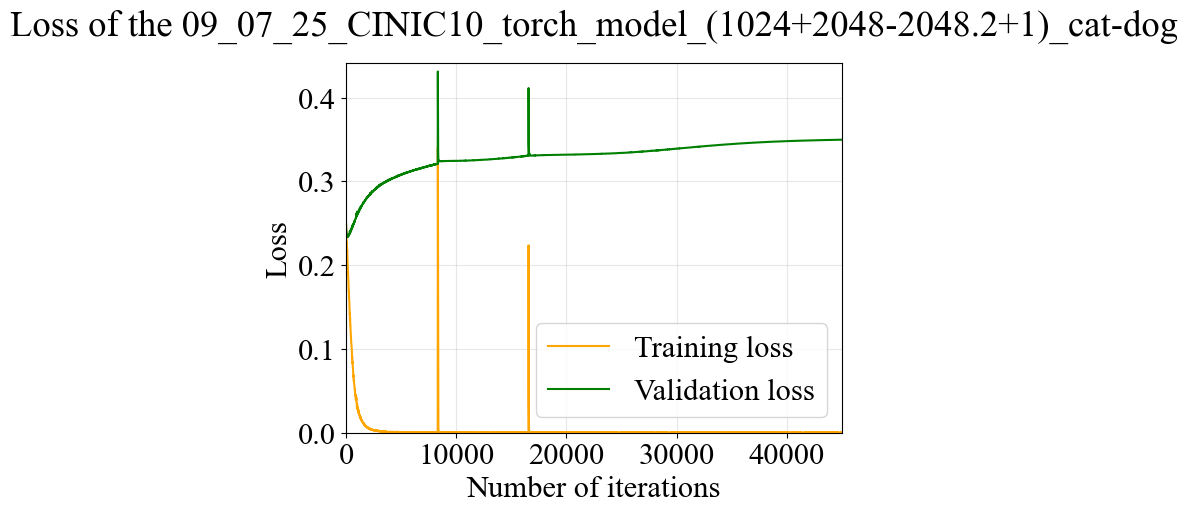 Loss of the 09_07_25_CINIC10_torch_model_(1024+2048-2048.2+1)_cat-dog
0.4
0.3
0.2
0.1
0.0
Loss
Training loss
Validation loss
0 10000 20000 30000 40000
Number of iterations